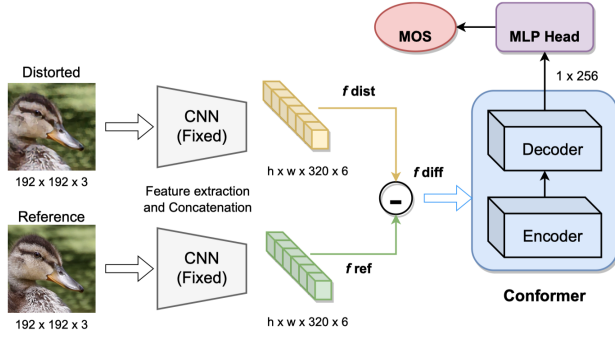 MOS
MLP Head
1 x 256
Distorted
CNN
(Fixed)
f dist
192 x 192 x 3
h x w x 320 x 6
Feature extraction
and Concatenation
f diff
-
Decoder
Encoder
Conformer
Reference
CNN
(Fixed)
f ref
192 x 192 x 3
h x w x 320 x 6